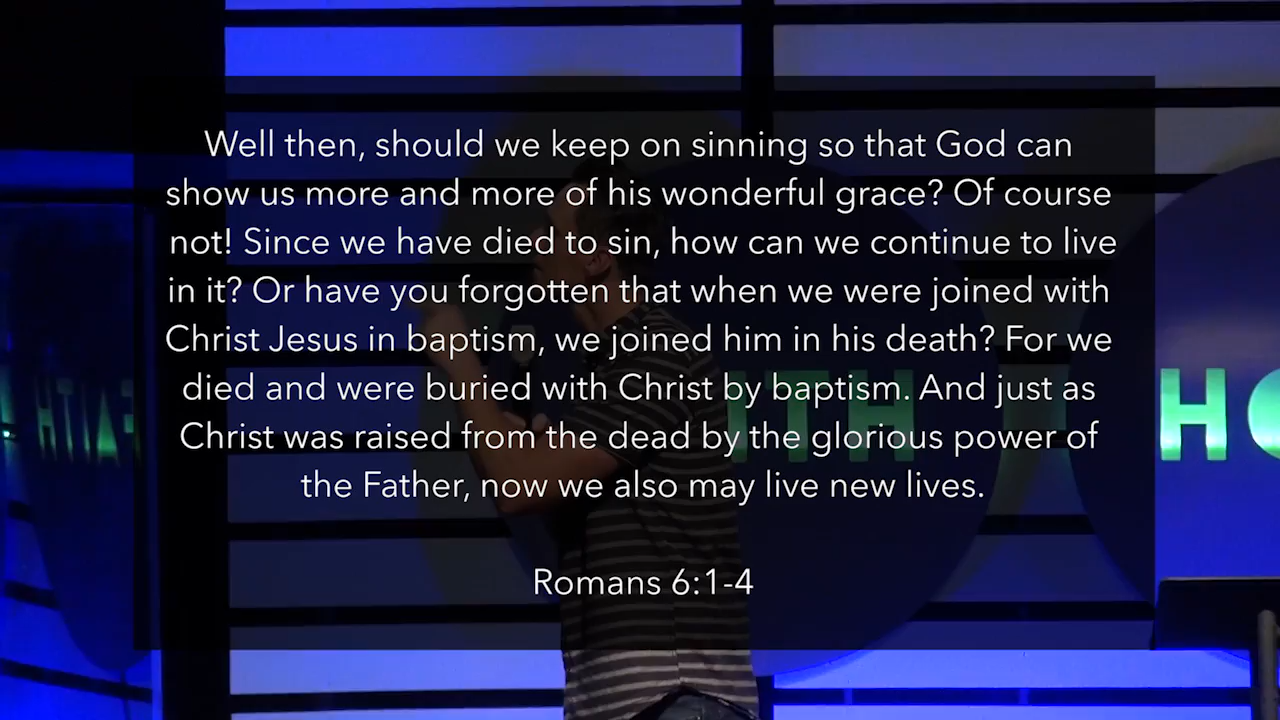 Well then, should we keep on sinning so that God can
show us more and more of his wonderful grace? Of course
not! Since we have died to sin, how can we continue to live
in it? Or have you forgotten that when we were joined with
Christ Jesus in baptism, we joined him in his death? For we
died and were buried with Christ by baptism. And just as
Christ was raised from the dead by the glorious power of
the Father, now we also may live new lives.
Romans 6:1-4
FAITH
ITH
HO